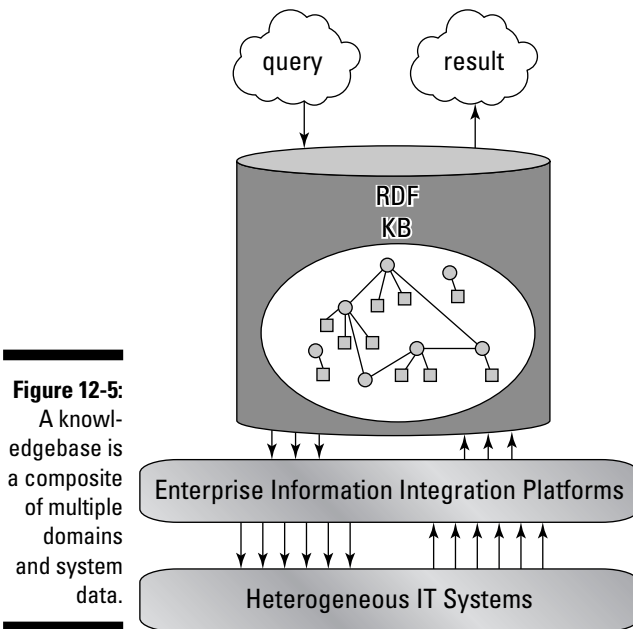 query
result
RDF
KB
Figure 12-5:
A knowl-
edgebase is
a composite
of multiple
domains
and system
data.
Enterprise Information Integration Platforms
Heterogeneous IT Systems